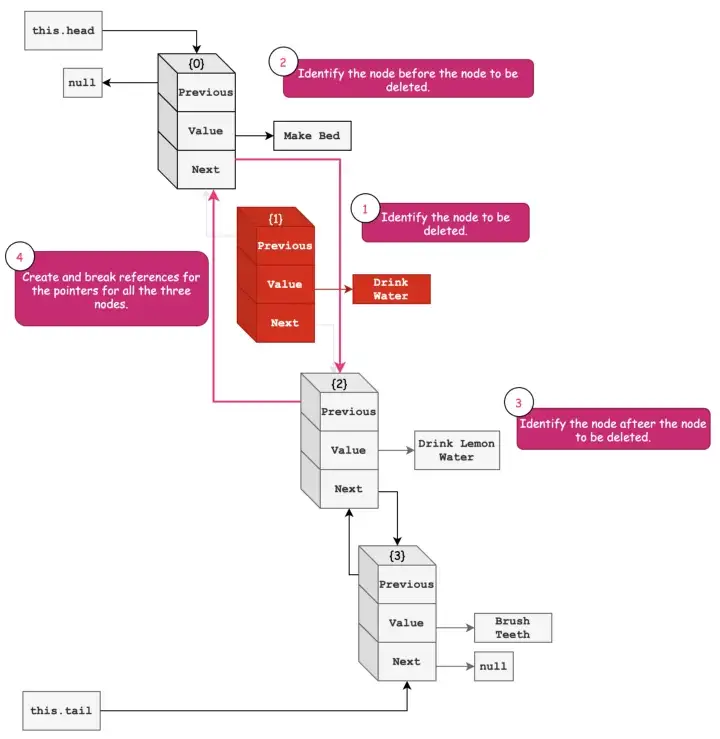 this.head
{0}
null
Previous
Value
Make Bed
Next
2
Identify the node before the node to be
deleted.
1
Identify the node to be
deleted.
{1}
Previous
Value
Drink
Water
Next
4
Create and break references for
the pointers for all the three
nodes.
{2}
Previous
Value
Drink Lemon
Water
Next
3
Identify the node afteer the node
to be deleted.
{3}
Previous
Value
Brush
Teeth
Next
null
this.tail